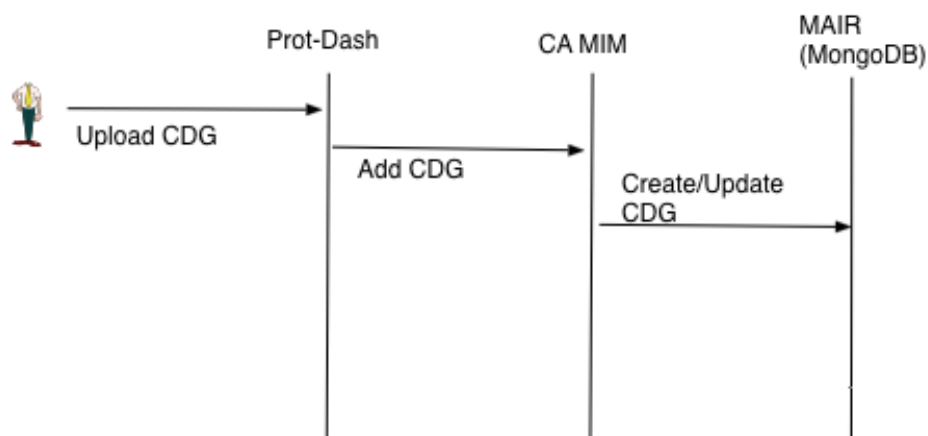 Prot-Dash
CA MIM
MAIR
(MongoDB)
Upload CDG
Add CDG
Create/Update
CDG